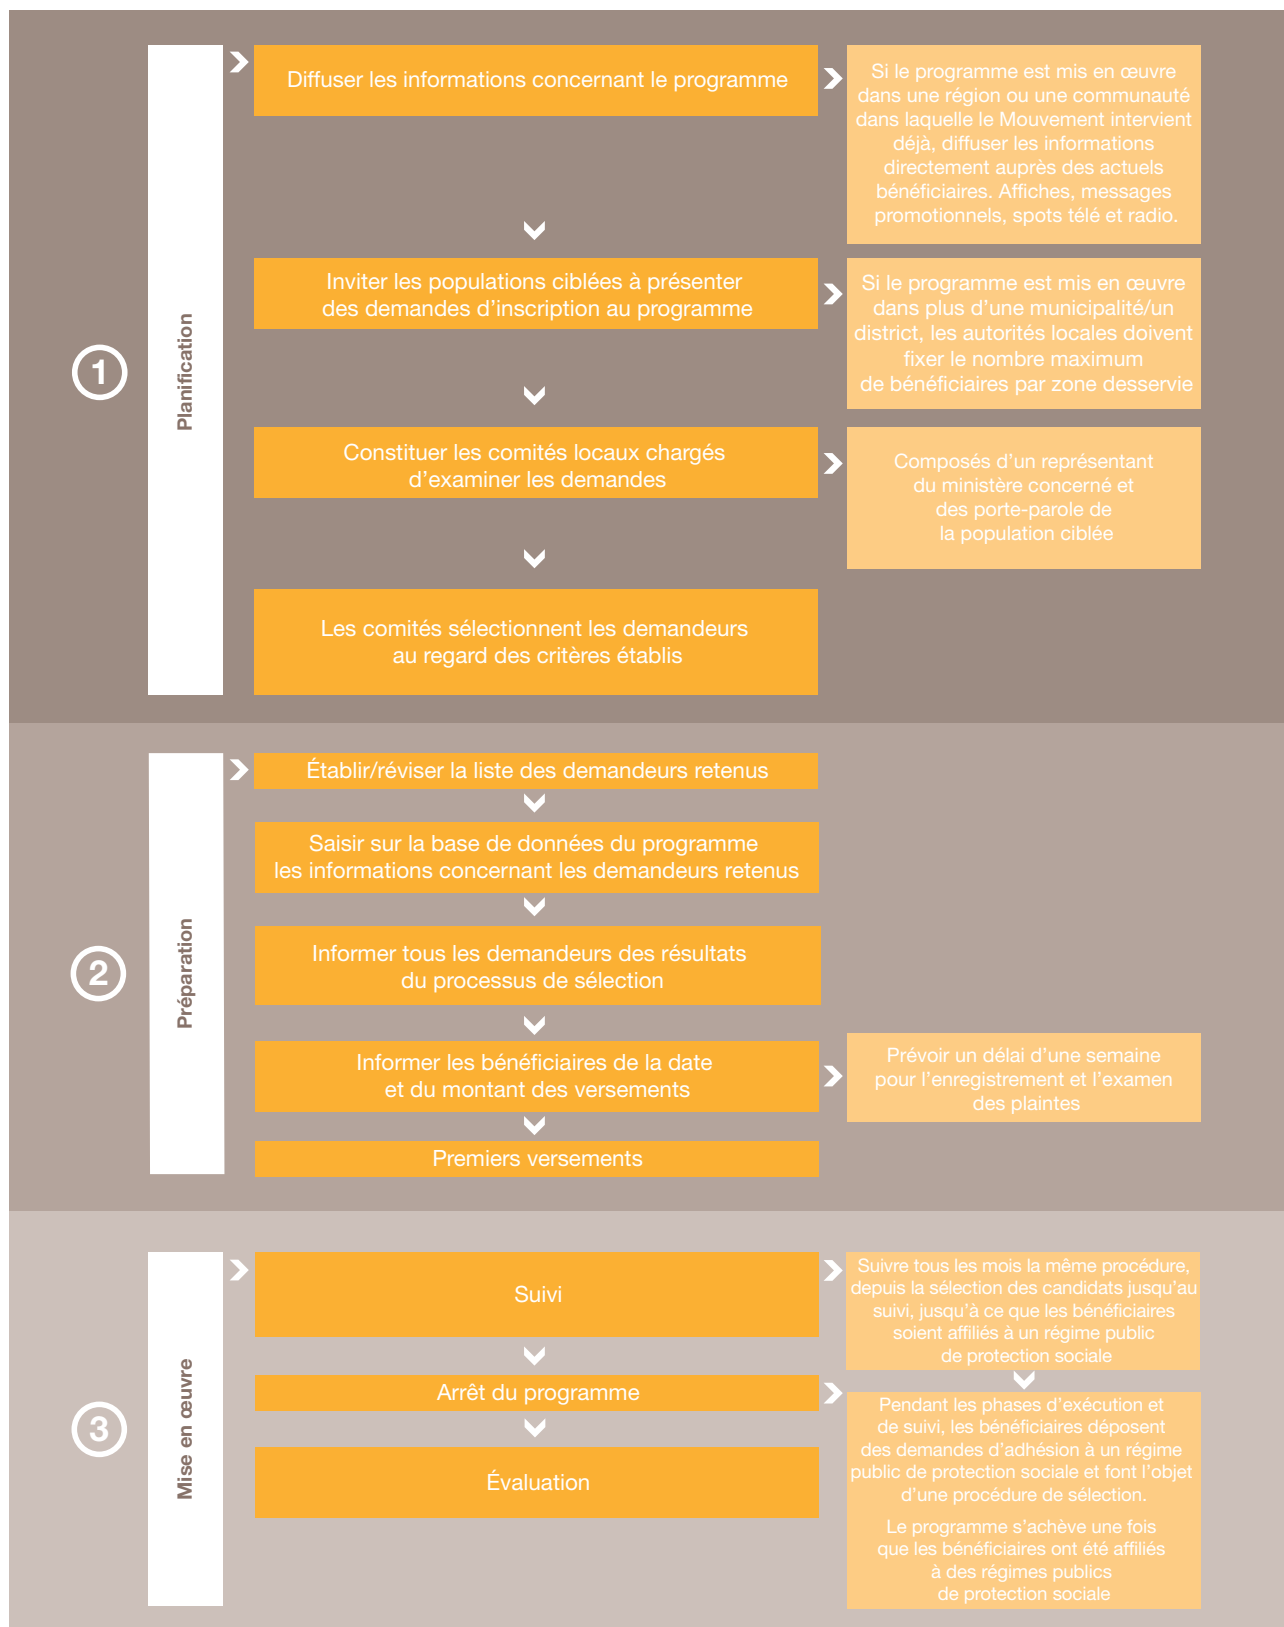 1
Planification
Diffuser les informations concernant le programme
Si le programme est mis en œuvre
dans une région ou une communauté
dans laquelle le Mouvement intervient
déjà, diffuser les informations
directement auprès des actuels
bénéficiaires. Affiches, messages
promotionnels, spots télé et radio.
Inviter les populations ciblées à présenter
des demandes d’inscription au programme
Si le programme est mis en œuvre
dans plus d’une municipalité/un
district, les autorités locales doivent
fixer le nombre maximum
de bénéficiaires par zone desservie
Constituer les comités locaux chargés
d’examiner les demandes
Composés d’un représentant
du ministère concerné et
des porte-parole de
la population ciblée
Les comités sélectionnent les demandeurs
au regard des critères établis
2
Préparation
Établir/réviser la liste des demandeurs retenus
Saisir sur la base de données du programme
les informations concernant les demandeurs retenus
Informer tous les demandeurs des résultats
du processus de sélection
Informer les bénéficiaires de la date
et du montant des versements
Prévoir un délai d’une semaine
pour l’enregistrement et l’examen
des plaintes
Premiers versements
3
Mise en œuvre
Suivi
Suivre tous les mois la même procédure,
depuis la sélection des candidats jusqu’au
suivi, jusqu’à ce que les bénéficiaires
soient affiliés à un régime public
de protection sociale
Arrêt du programme
Pendant les phases d’exécution et
de suivi, les bénéficiaires déposent
des demandes d’adhésion à un régime
public de protection sociale et font l’objet
d’une procédure de sélection.
Le programme s’achève une fois
que les bénéficiaires ont été affiliés
à des régimes publics
de protection sociale
Évaluation